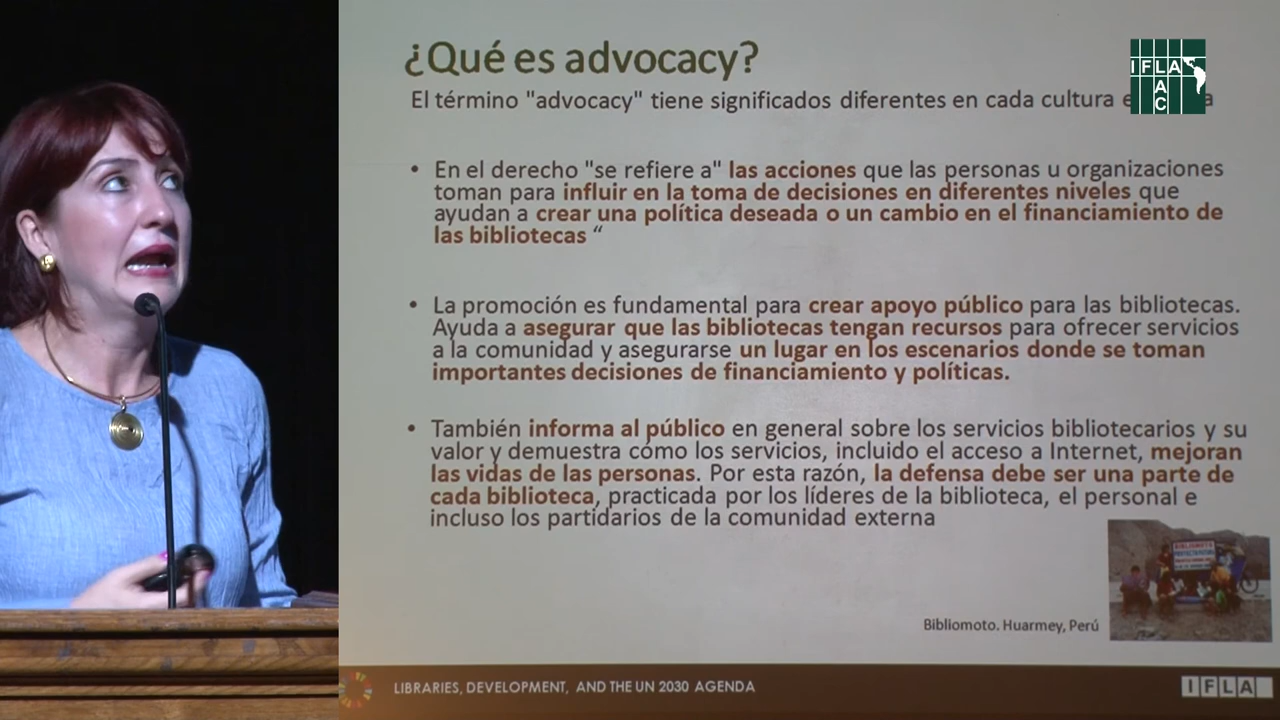 ¿Qué es advocacy?
El término "advocacy" tiene significados diferentes en cada cultura
IFLA
LAC
• En el derecho "se refiere a" las acciones que las personas u organizaciones
toman para influir en la toma de decisiones en diferentes niveles que
ayudan a crear una política deseada o un cambio en el financiamiento de
las bibliotecas “
• La promoción es fundamental para crear apoyo público para las bibliotecas.
Ayuda a asegurar que las bibliotecas tengan recursos para ofrecer servicios
a la comunidad y asegurarse un lugar en los escenarios donde se toman
importantes decisiones de financiamiento y políticas.
• También informa al público en general sobre los servicios bibliotecarios y su
valor y demuestra cómo los servicios, incluido el acceso a Internet, mejoran
las vidas de las personas. Por esta razón, la defensa debe ser una parte de
cada biblioteca, practicada por los líderes de la biblioteca, el personal e
incluso los partidarios de la comunidad externa
BIBLIOMOTO
Bibliomoto. Huarmey, Perú
LIBRARIES, DEVELOPMENT, AND THE UN 2030 AGENDA
IFLA